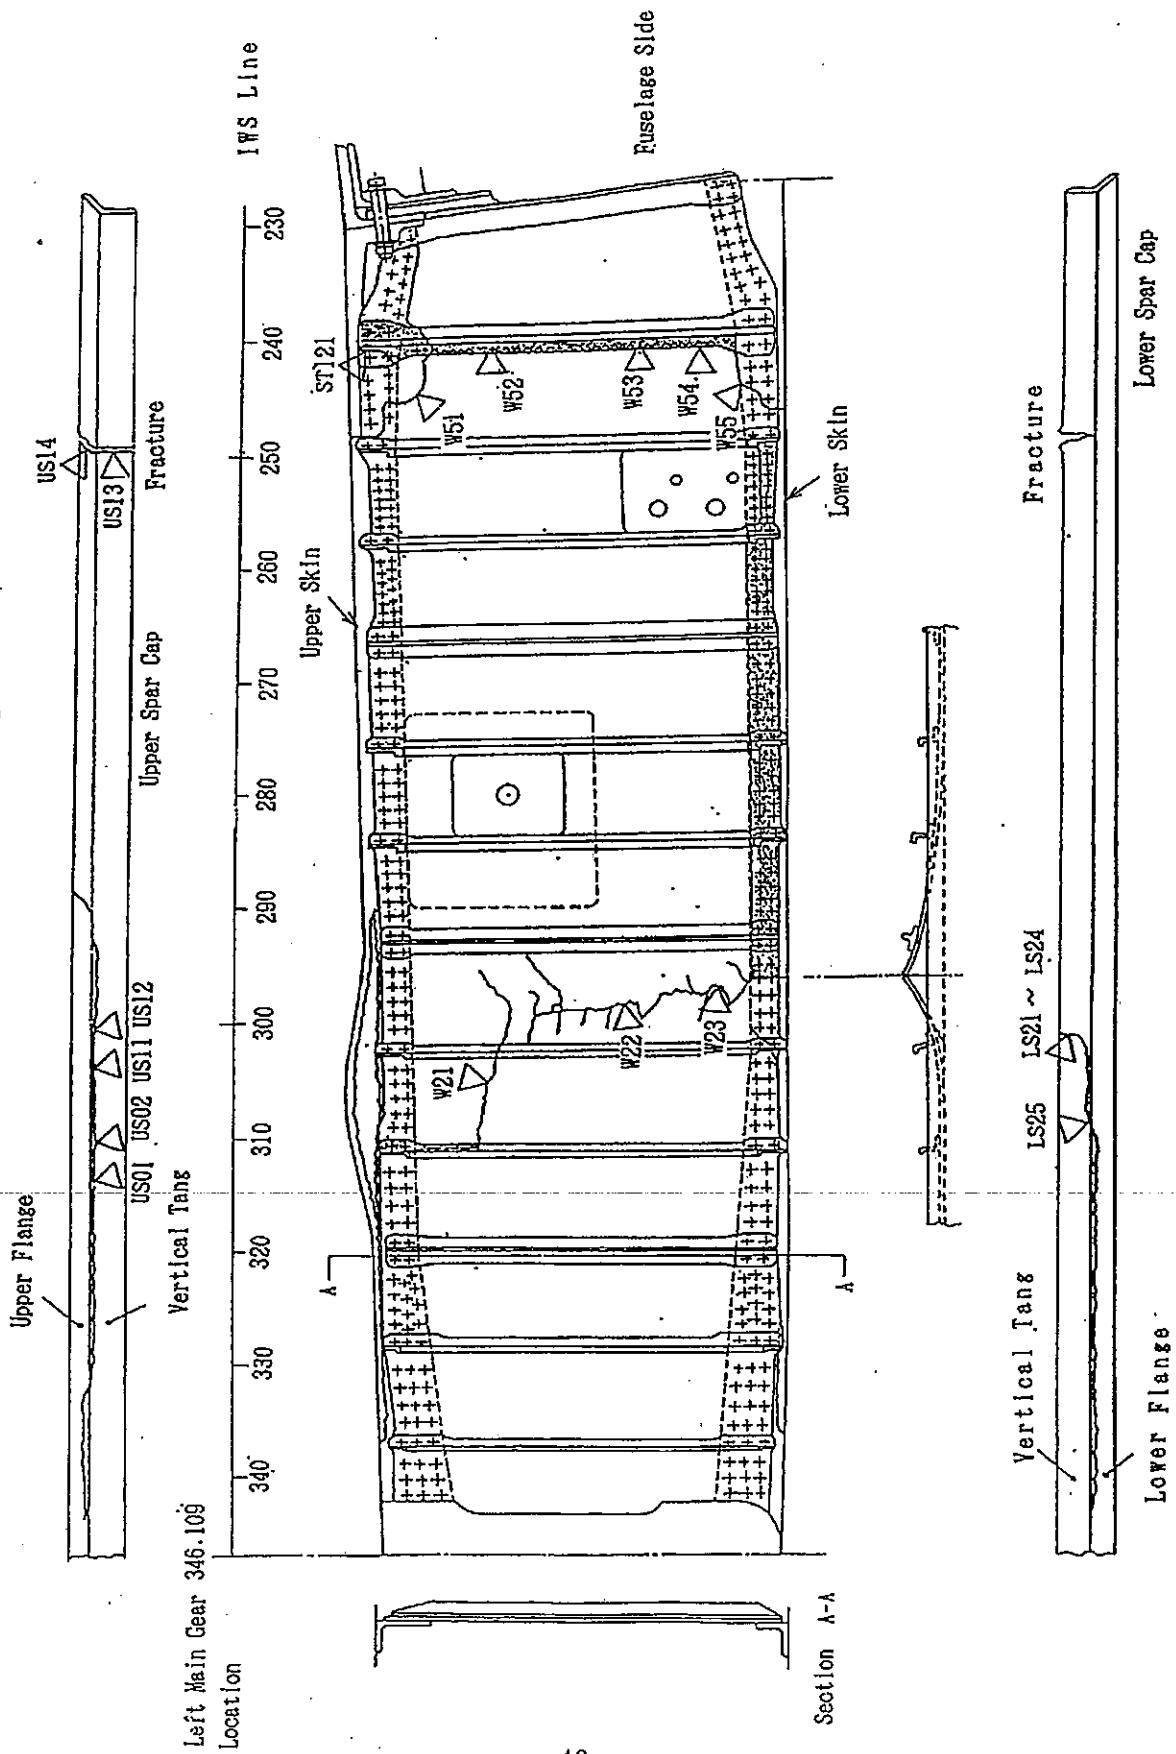 Upper Flange
Vertical Tang
US01 US02 US11 US12
Upper Spar Cap
US14
US13
Fracture
Left Main Gear 346.109
Location
340
330
320
310
300
290
280
270
260
250
240
230
IWS Line
Upper Skin
ST121
Fuselage Side
A
A
W21
W22
W23
W51
W52
W53
W54
W55
Lower Skin
Section A-A
Vertical Tang
Lower Flange
LS25
LS21 ~ LS24
Fracture
Lower Spar Cap